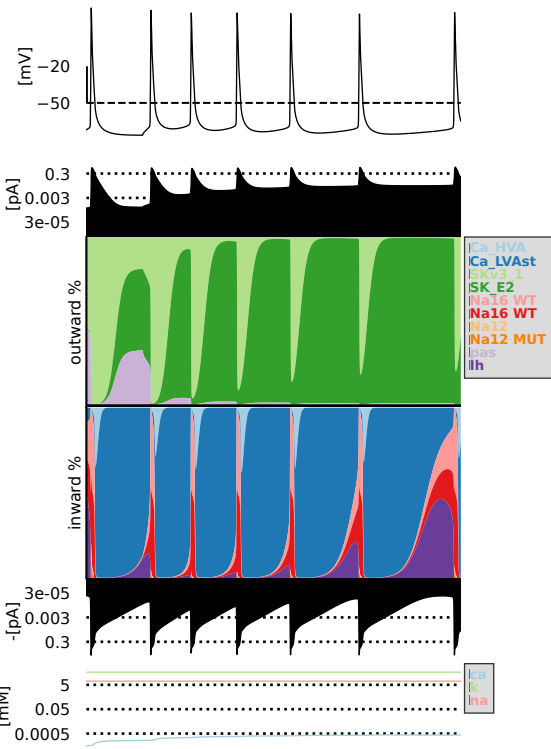 [mV]
−20
−50
[pA]
0.3
0.003
3e-05
outward %
Ca_HVA
Ca_LVAst
SKv3_1
SK_E2
Na16 WT
Na16 WT
Na12
Na12 MUT
pas
Ih
inward %
-[pA]
3e-05
0.003
0.3
[mM]
5
0.05
0.0005
ca
k
na